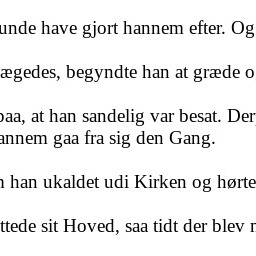 unde have gjort hannem efter. Og
ægedes, begyndte han at græde o
paa, at han sandelig var besat. Der
annem gaa fra sig den Gang.
han ukaldet udi Kirken og hørte
ttede sit Hoved, saa tidt der blev